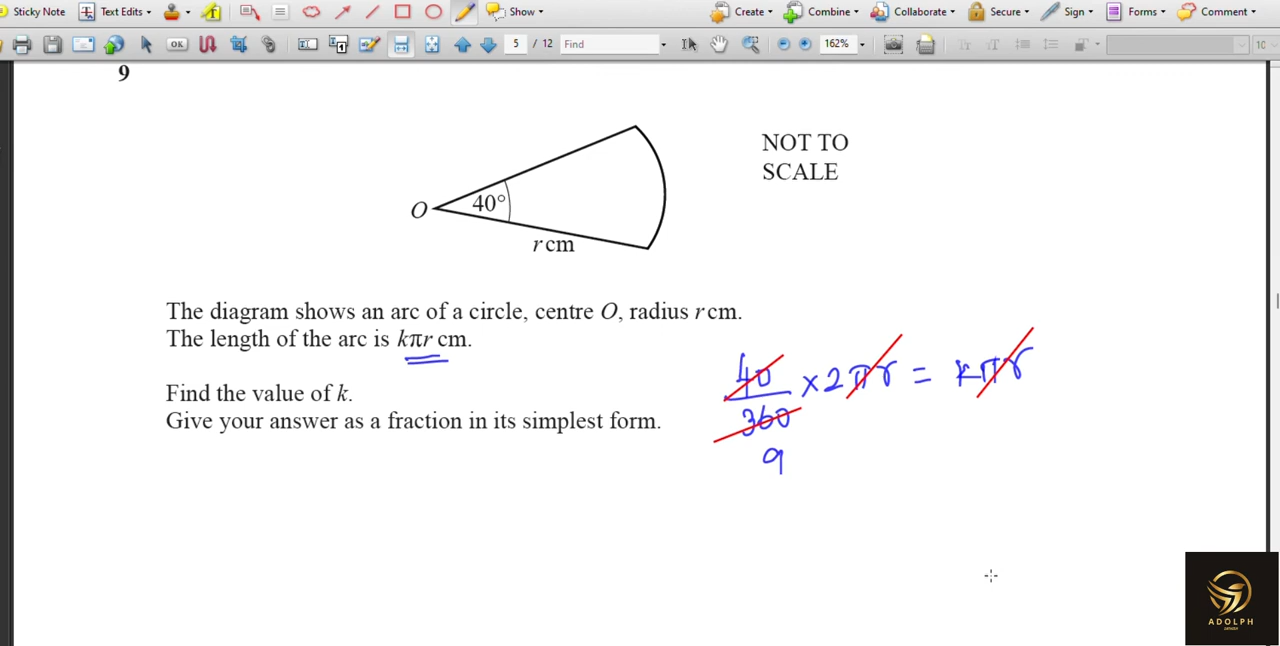 Sticky Note Text Edits T Show Create Combine Collaborate Secure Sign Forms Comment
OK 5 / 12 Find 162% Tr T 10
9
NOT TO
SCALE
40°
O
r cm
The diagram shows an arc of a circle, centre O, radius r cm.
The length of the arc is kπr cm.
Find the value of k.
Give your answer as a fraction in its simplest form.
40/360 × 2πr = kπr
9
ADOLPH